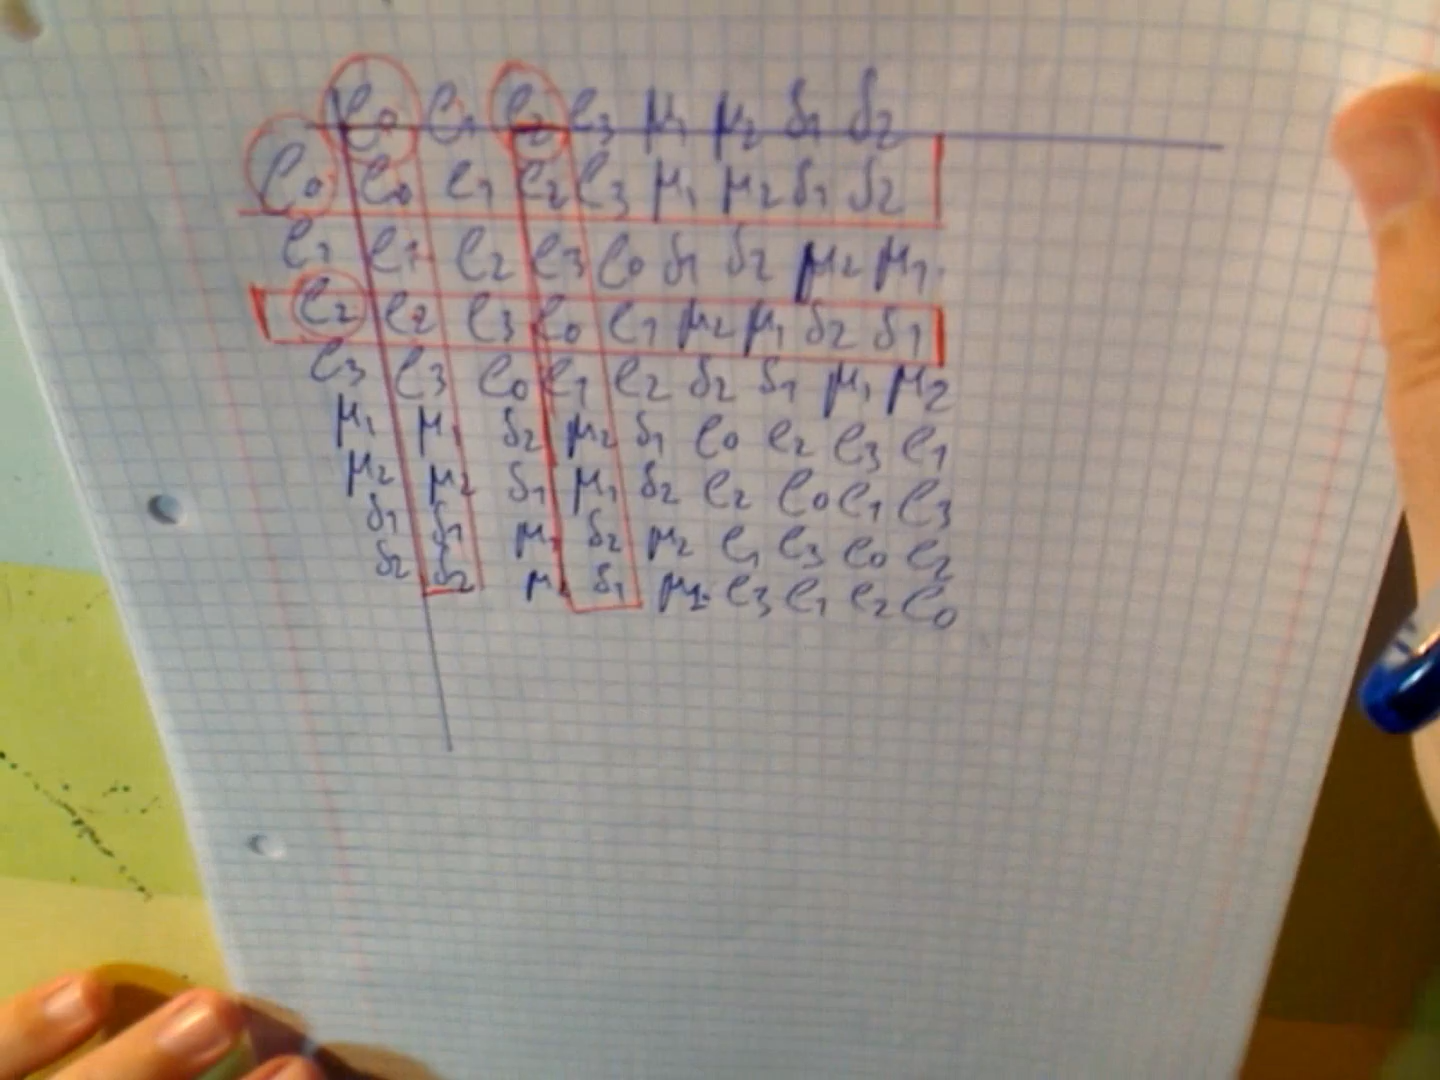 e0 e1 e2 e3 μ1 μ2 δ1 δ2
e0 e0 e1 e2 e3 μ1 μ2 δ1 δ2
e1 e1 e2 e3 e0 δ1 δ2 μ2 μ1
e2 e2 e3 e0 e1 μ2 μ1 δ2 δ1
e3 e3 e0 e1 e2 δ2 δ1 μ1 μ2
μ1 μ1 δ2 μ2 δ1 e0 e2 e3 e1
μ2 μ2 δ1 μ1 δ2 e2 e0 e1 e3
δ1 δ1 μ1 δ2 μ2 e1 e3 e0 e2
δ2 δ2 μ δ1 e3 e1 e2 e0